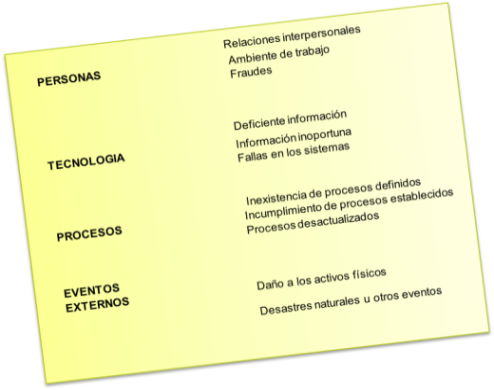 PERSONAS
Relaciones interpersonales
Ambiente de trabajo
Fraudes
TECNOLOGIA
Deficiente información
Información inoportuna
Fallas en los sistemas
PROCESOS
Inexistencia de procesos definidos
Incumplimiento de procesos establecidos
Procesos desactualizados
EVENTOS
EXTERNOS
Daño a los activos físicos
Desastres naturales u otros eventos